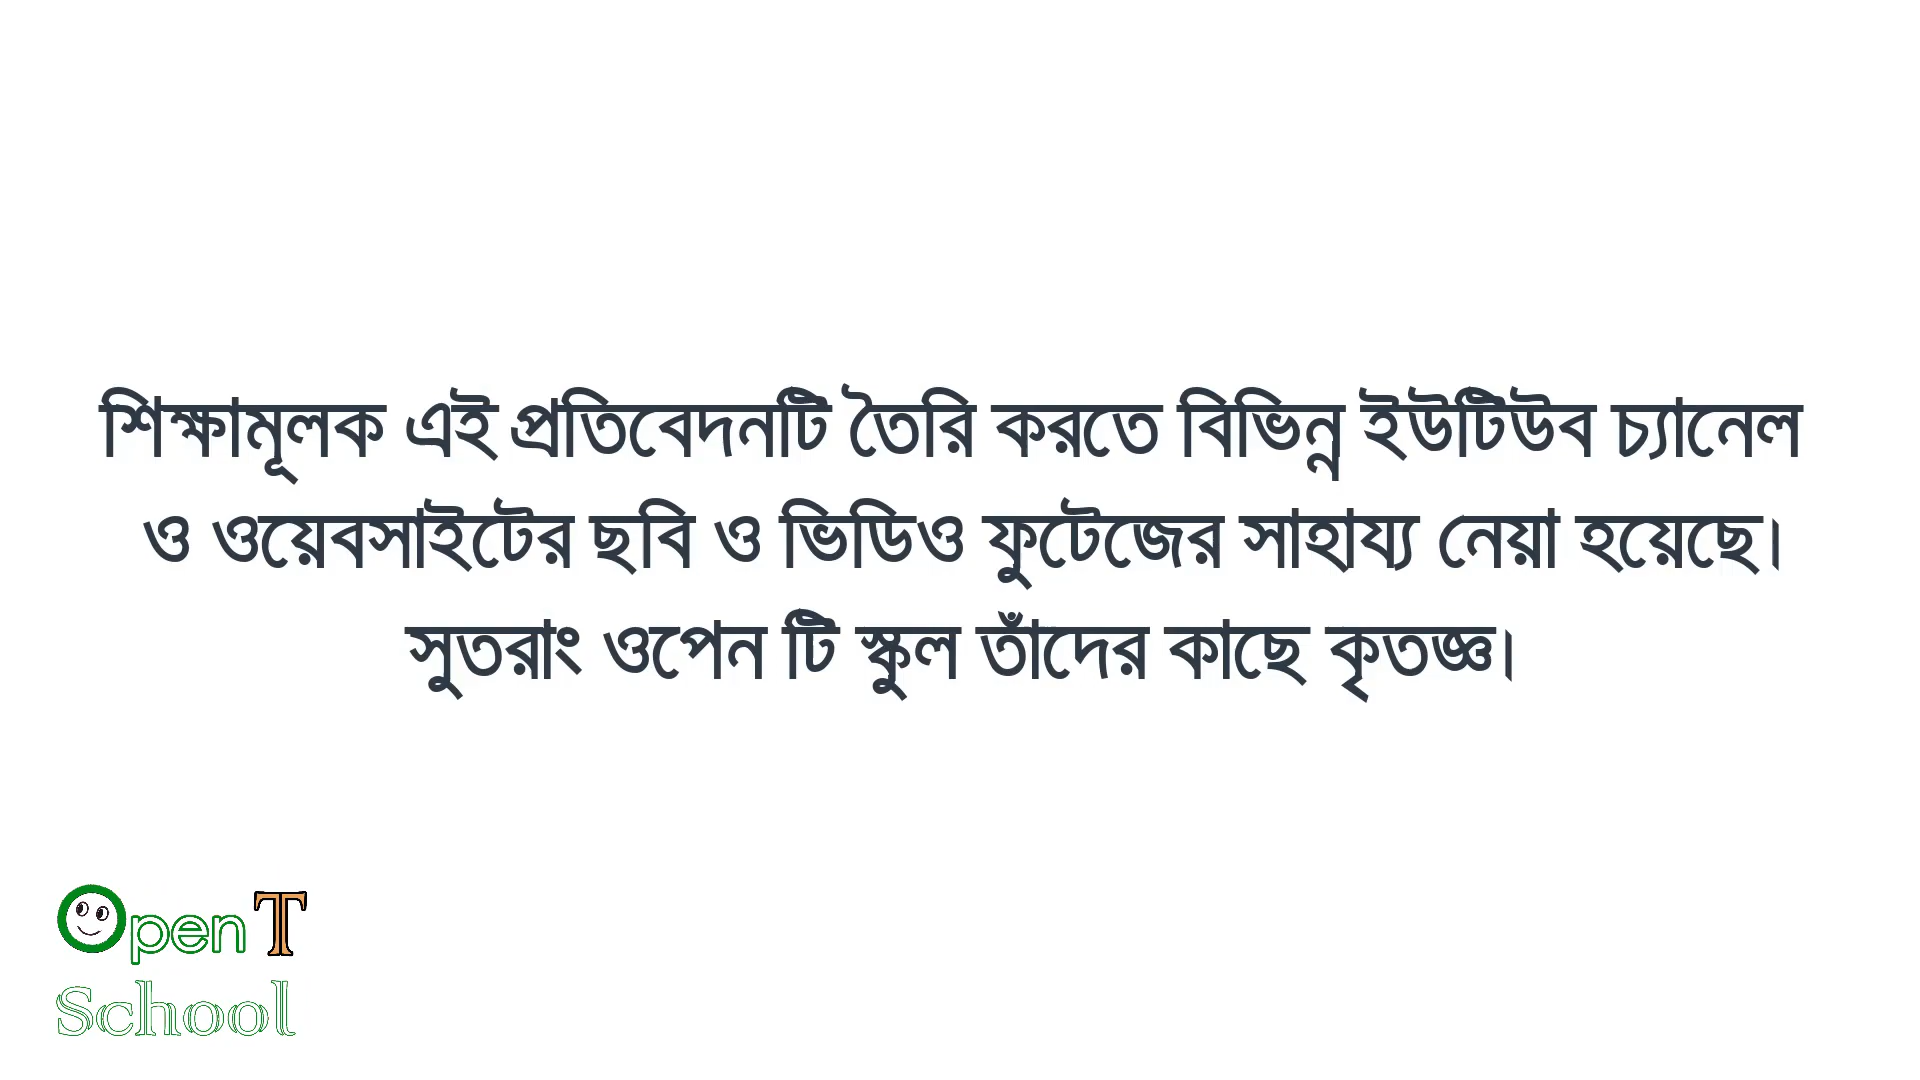 শিক্ষামূলক এই প্রতিবেদনটি তৈরি করতে বিভিন্ন ইউটিউব চ্যানেল
ও ওয়েবসাইটের ছবি ও ভিডিও ফুটেজের সাহায্য নেয়া হয়েছে।
সুতরাং ওপেন টি স্কুল তাঁদের কাছে কৃতজ্ঞ।
Open T
School